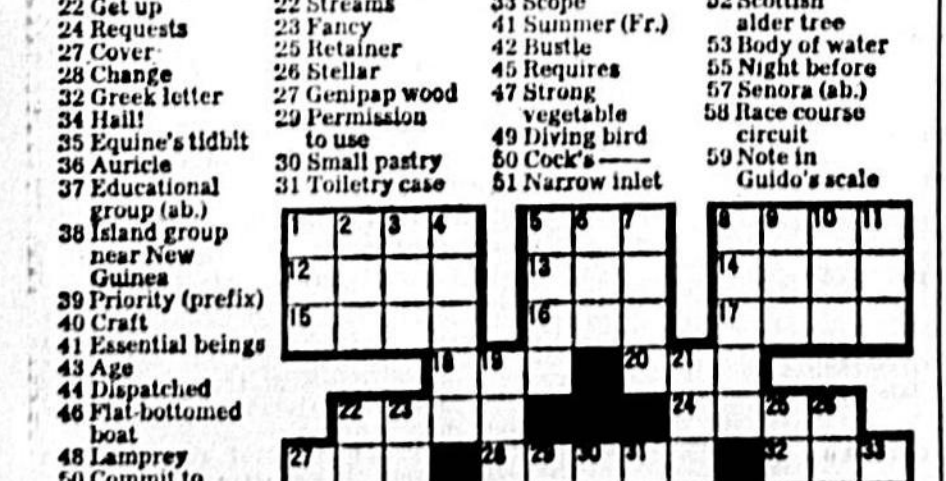 22 Get up
24 Requests
27 Cover
28 Change
32 Greek letter
34 Hail!
35 Equine's tidbit
36 Auricle
37 Educational
group (ab.)
38 Island group
near New
Guinea
39 Priority (prefix)
40 Craft
41 Essential beings
43 Age
44 Dispatched
46 Flat-bottomed
boat
48 Lamprey
50 Commit to
22 Streams
23 Fancy
25 Retainer
26 Stellar
27 Genipap wood
29 Permission
to use
30 Small pastry
31 Toiletry case
33 Scope
41 Summer (Fr.)
42 Bustle
45 Requires
47 Strong
vegetable
49 Diving bird
50 Cock's——
51 Narrow inlet
52 Scottish
alder tree
53 Body of water
55 Night before
57 Senora (ab.)
58 Race course
circuit
59 Note in
Guido's scale
1 2 3 4 5 6 7 8 9 10 11
12 13 14
15 16 17
18 19 20 21
22 23 24 25 26
27 28 29 30 31 32 33